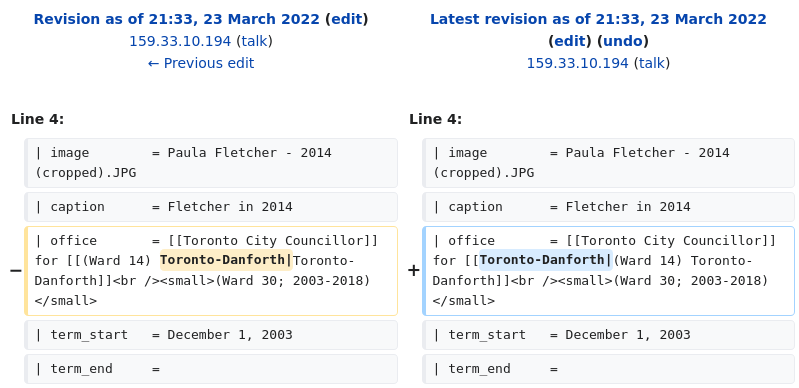 Revision as of 21:33, 23 March 2022 (edit)
159.33.10.194 (talk)
← Previous edit
Line 4:
| image        = Paula Fletcher - 2014
(cropped).JPG
| caption      = Fletcher in 2014
− | office       = [[Toronto City Councillor]]
for [[(Ward 14) Toronto-Danforth|Toronto-
Danforth]]<br /><small>(Ward 30; 2003-2018)
</small>
| term_start   = December 1, 2003
| term_end     =
Latest revision as of 21:33, 23 March 2022
(edit) (undo)
159.33.10.194 (talk)
Line 4:
| image        = Paula Fletcher - 2014
(cropped).JPG
| caption      = Fletcher in 2014
+ | office       = [[Toronto City Councillor]]
for [[Toronto-Danforth|(Ward 14) Toronto-
Danforth]]<br /><small>(Ward 30; 2003-2018)
</small>
| term_start   = December 1, 2003
| term_end     =